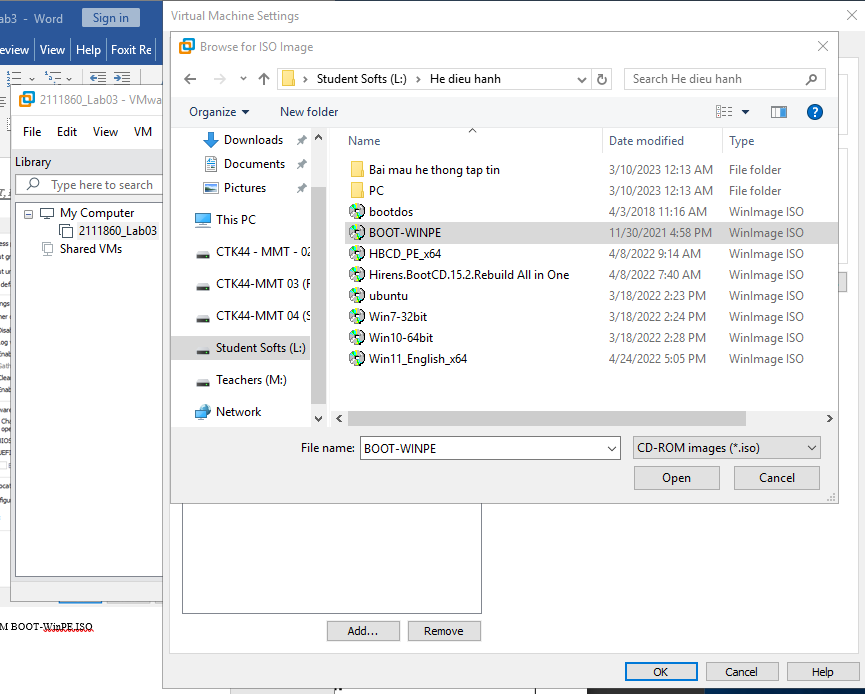 ab3 - Word
Sign in
eview View Help Foxit Re
2111860_Lab03 - VMwa
File Edit View VM
Library
Type here to search
My Computer
2111860_Lab03
Shared VMs
M BOOT-WinPE.ISO
Virtual Machine Settings
Browse for ISO Image
Student Softs (L:) He dieu hanh
Search He dieu hanh
Organize New folder
Downloads
Documents
Pictures
This PC
CTK44 - MMT - 02
CTK44-MMT 03 (F
CTK44-MMT 04 (S
Student Softs (L:)
Teachers (M:)
Network
Name Date modified Type
Bai mau he thong tap tin 3/10/2023 12:13 AM File folder
PC 3/10/2023 12:13 AM File folder
bootdos 4/3/2018 11:16 AM WinImage ISO
BOOT-WINPE 11/30/2021 4:58 PM WinImage ISO
HBCD_PE_x64 4/8/2022 9:14 AM WinImage ISO
Hirens.BootCD.15.2.Rebuild All in One 4/8/2022 7:40 AM WinImage ISO
ubuntu 3/18/2022 2:23 PM WinImage ISO
Win7-32bit 3/18/2022 2:24 PM WinImage ISO
Win10-64bit 3/18/2022 2:28 PM WinImage ISO
Win11_English_x64 4/24/2022 5:05 PM WinImage ISO
File name: BOOT-WINPE CD-ROM images (*.iso)
Open Cancel
Add... Remove
OK Cancel Help